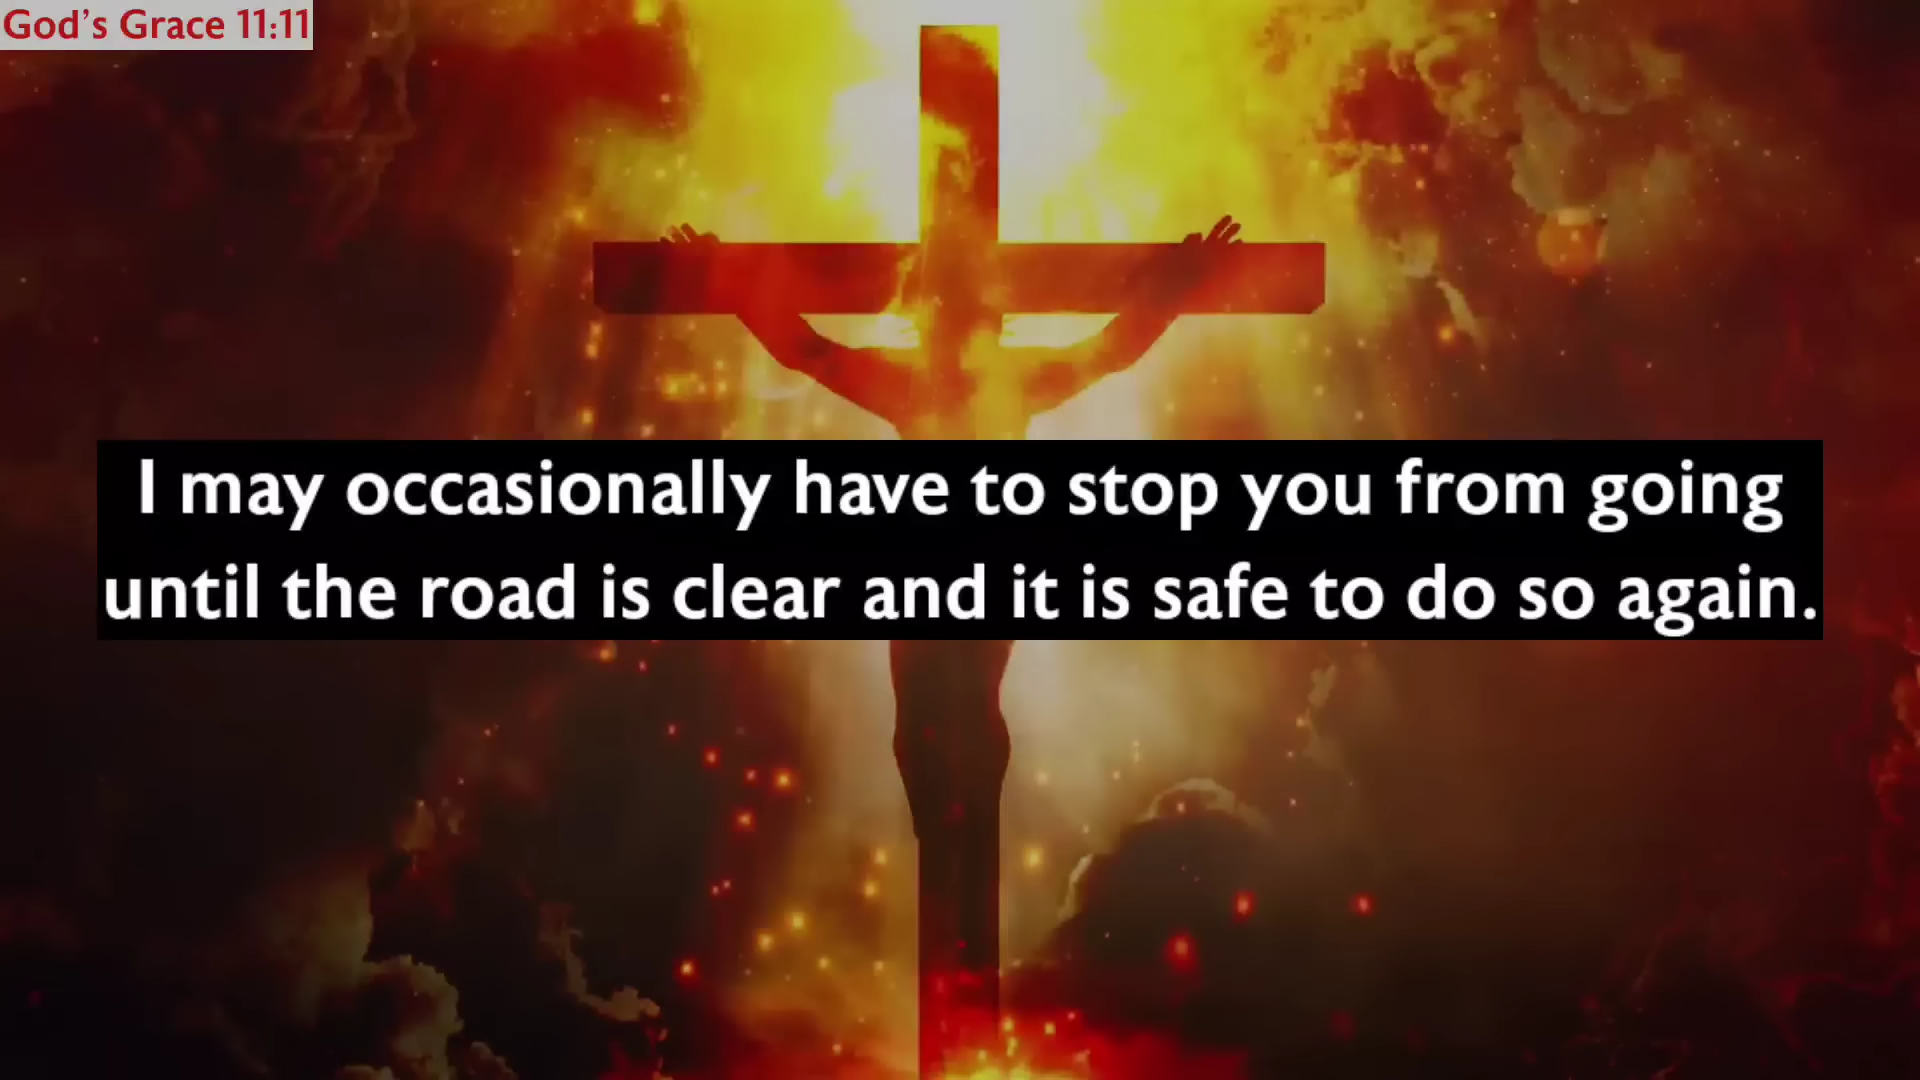 God's Grace 11:11
I may occasionally have to stop you from going
until the road is clear and it is safe to do so again.